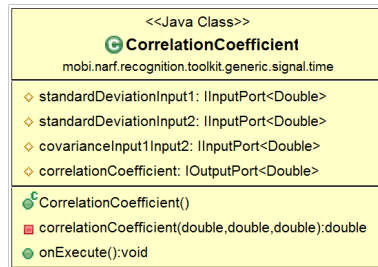 <<Java Class>>
CorrelationCoefficient
mobi.narf.recognition.toolkit.generic.signal.time
standardDeviationInput1: IInputPort<Double>
standardDeviationInput2: IInputPort<Double>
covarianceInput1Input2: IInputPort<Double>
correlationCoefficient: IOutputPort<Double>
CorrelationCoefficient()
correlationCoefficient(double,double,double):double
onExecute():void